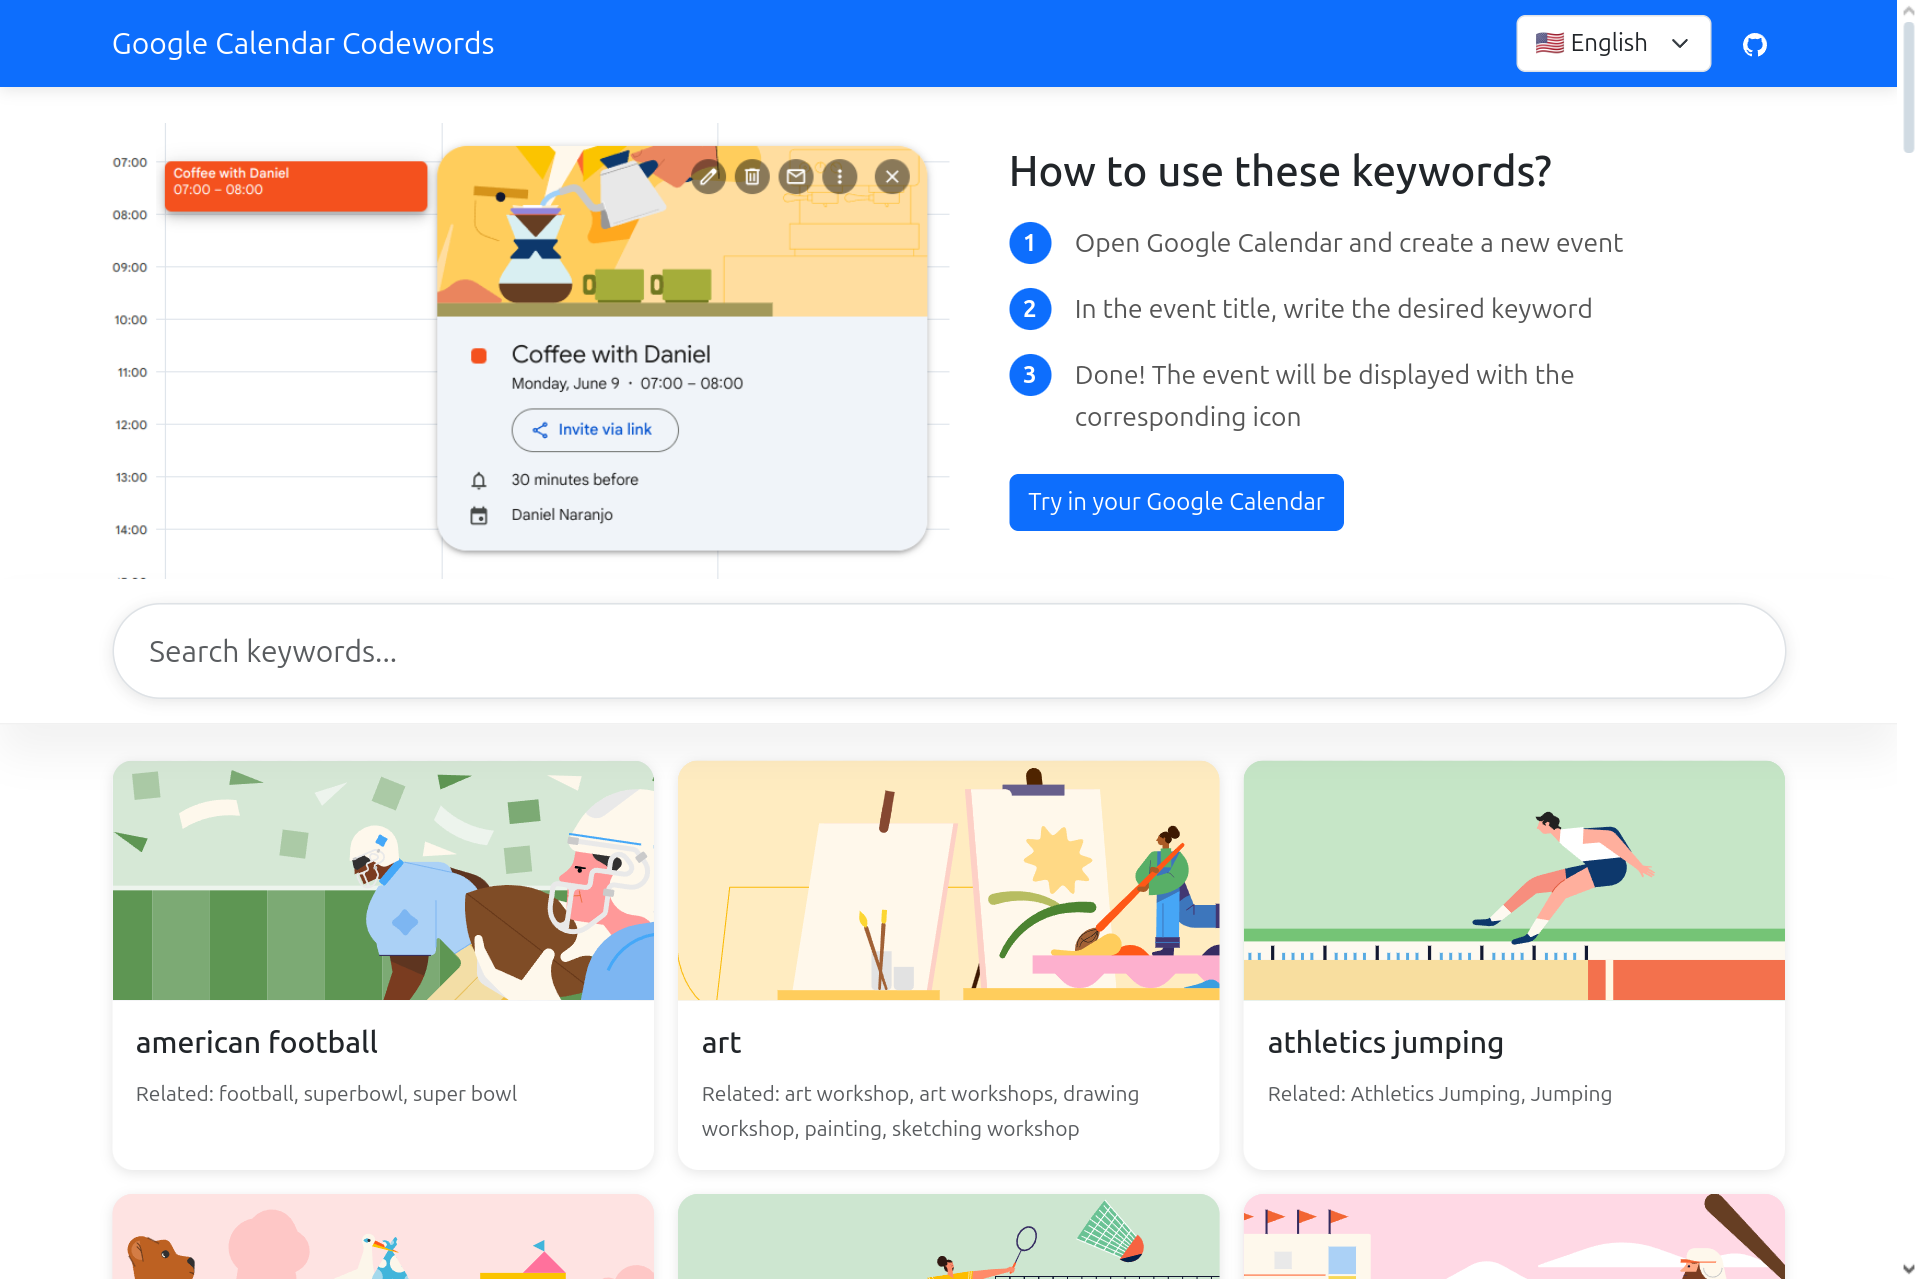 Google Calendar Codewords
🇺🇸 English
07:00
08:00
09:00
10:00
11:00
12:00
13:00
14:00
Coffee with Daniel
07:00 – 08:00
Coffee with Daniel
Monday, June 9 · 07:00 – 08:00
Invite via link
30 minutes before
Daniel Naranjo
How to use these keywords?
1 Open Google Calendar and create a new event
2 In the event title, write the desired keyword
3 Done! The event will be displayed with the
corresponding icon
Try in your Google Calendar
Search keywords...
american football
Related: football, superbowl, super bowl
art
Related: art workshop, art workshops, drawing
workshop, painting, sketching workshop
athletics jumping
Related: Athletics Jumping, Jumping